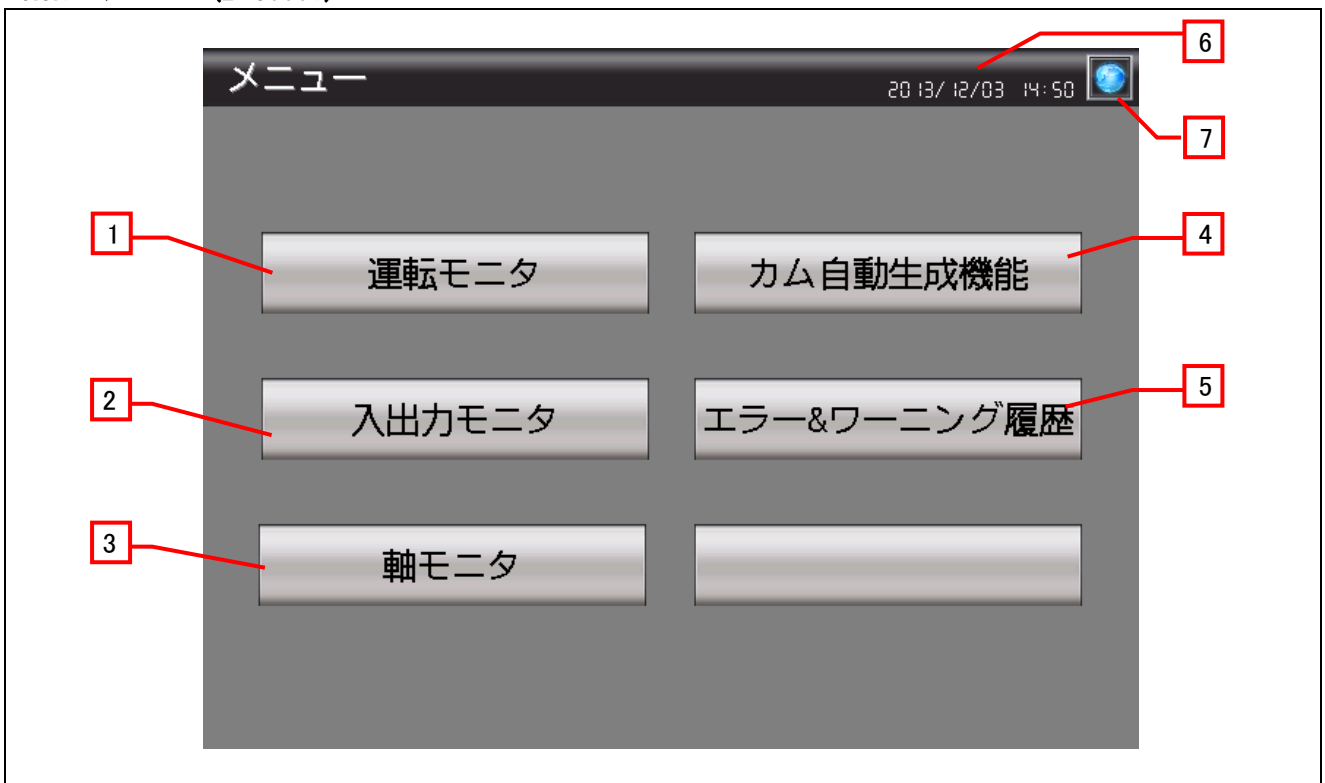 6
メニュー
2013/12/03 14:50
7
1
運転モニタ
カム自動生成機能
4
2
入出力モニタ
エラー&ワーニング履歴
5
3
軸モニタ